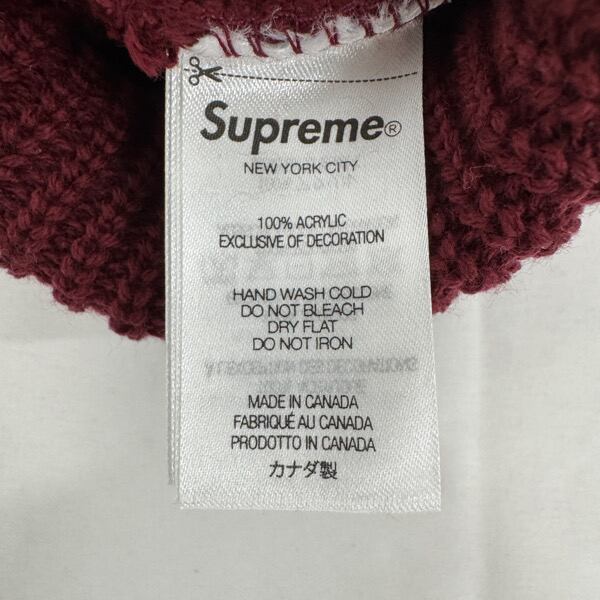 Supreme®
NEW YORK CITY
100% ACRYLIC
EXCLUSIVE OF DECORATION
HAND WASH COLD
DO NOT BLEACH
DRY FLAT
DO NOT IRON
MADE IN CANADA
FABRIQUÉ AU CANADA
PRODOTTO IN CANADA
カナダ製